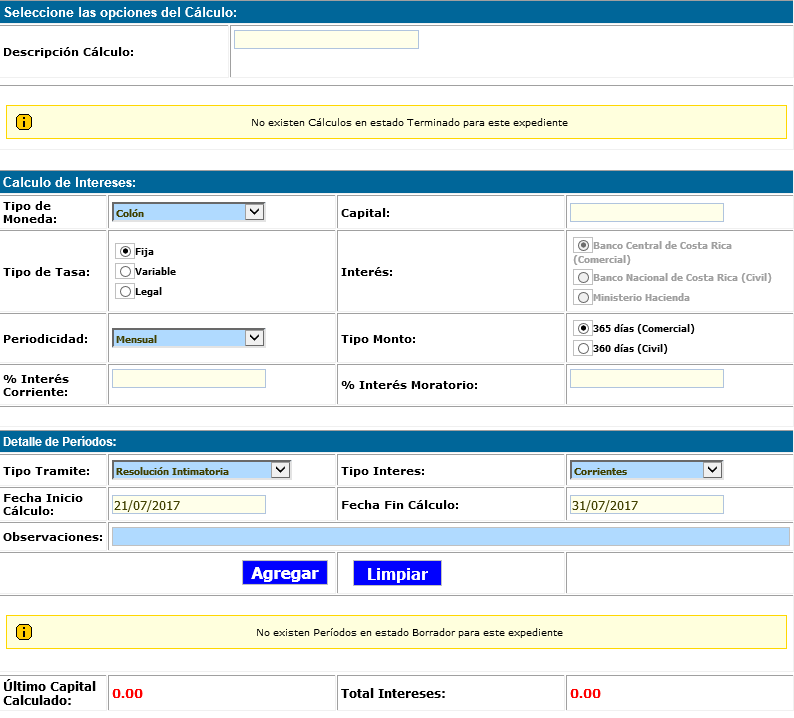 Seleccione las opciones del Cálculo:
Descripción Cálculo:
No existen Cálculos en estado Terminado para este expediente
Calculo de Intereses:
Tipo de
Moneda:
Colón
Capital:
Tipo de Tasa:
Fija
Variable
Legal
Interés:
Banco Central de Costa Rica
(Comercial)
Banco Nacional de Costa Rica (Civil)
Ministerio Hacienda
Periodicidad:
Mensual
Tipo Monto:
365 días (Comercial)
360 días (Civil)
% Interés
Corriente:
% Interés Moratorio:
Detalle de Períodos:
Tipo Tramite:
Resolución Intimatoria
Tipo Interes:
Corrientes
Fecha Inicio
Cálculo:
21/07/2017
Fecha Fin Cálculo:
31/07/2017
Observaciones:
Agregar
Limpiar
No existen Períodos en estado Borrador para este expediente
Último Capital
Calculado:
0.00
Total Intereses:
0.00